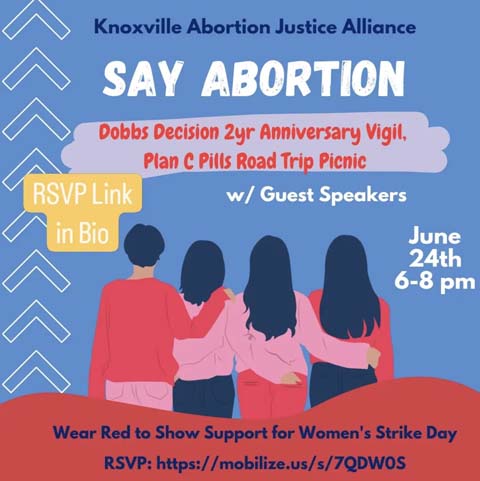 Knoxville Abortion Justice Alliance
SAY ABORTION
Dobbs Decision 2yr Anniversary Vigil,
Plan C Pills Road Trip Picnic
RSVP Link
in Bio
w/ Guest Speakers
June
24th
6-8 pm
Wear Red to Show Support for Women's Strike Day
RSVP: https://mobilize.us/s/7QDW0S